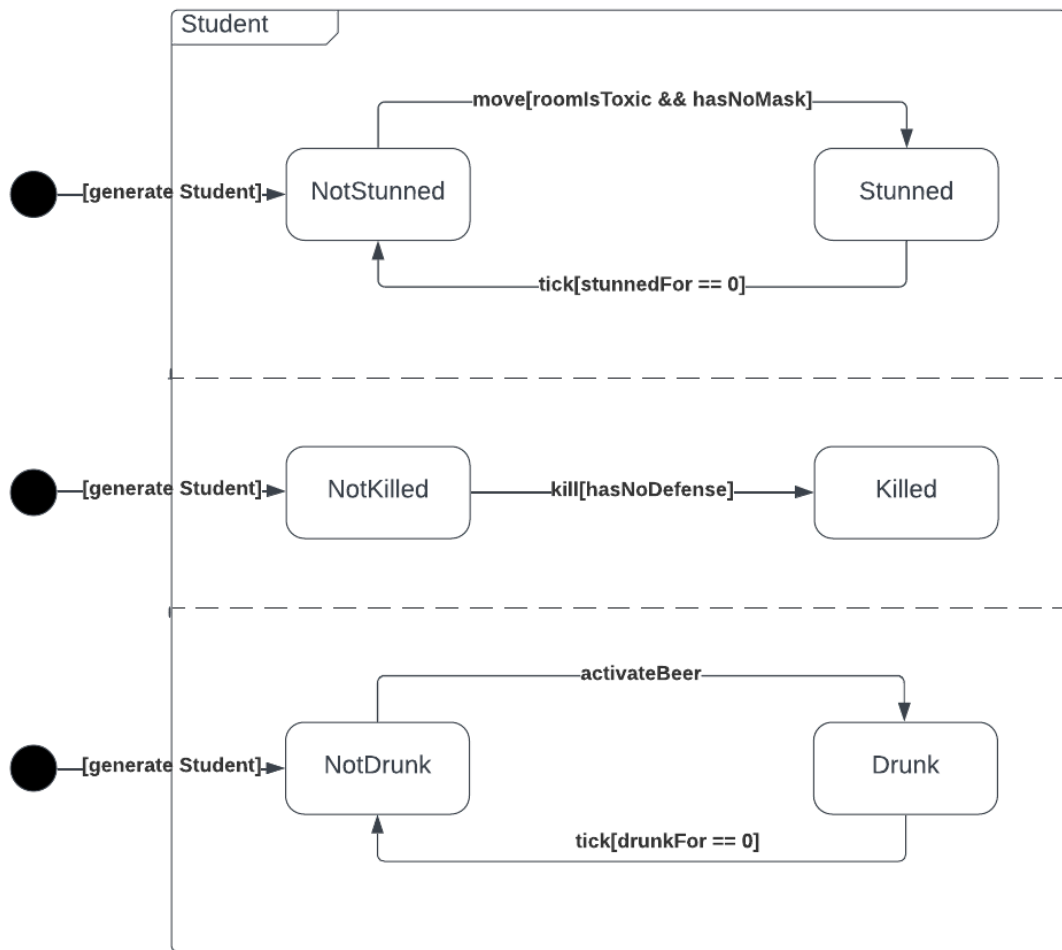 Student
move[roomIsToxic && hasNoMask]
[generate Student]
NotStunned
Stunned
tick[stunnedFor == 0]
[generate Student]
NotKilled
kill[hasNoDefense]
Killed
activateBeer
[generate Student]
NotDrunk
Drunk
tick[drunkFor == 0]